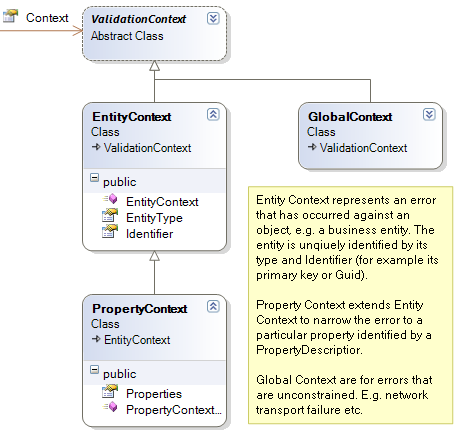 Context
ValidationContext
Abstract Class
EntityContext
Class
ValidationContext
public
EntityContext
EntityType
Identifier
GlobalContext
Class
ValidationContext
PropertyContext
Class
EntityContext
public
Properties
PropertyContext...
Entity Context represents an error
that has occurred against an
object, e.g. a business entity. The
entity is unqiuely identified by its
type and Identifier (for example its
primary key or Guid).
Property Context extends Entity
Context to narrow the error to a
particular property identified by a
PropertyDescriptior.
Global Context are for errors that
are unconstrained. E.g. network
transport failure etc.